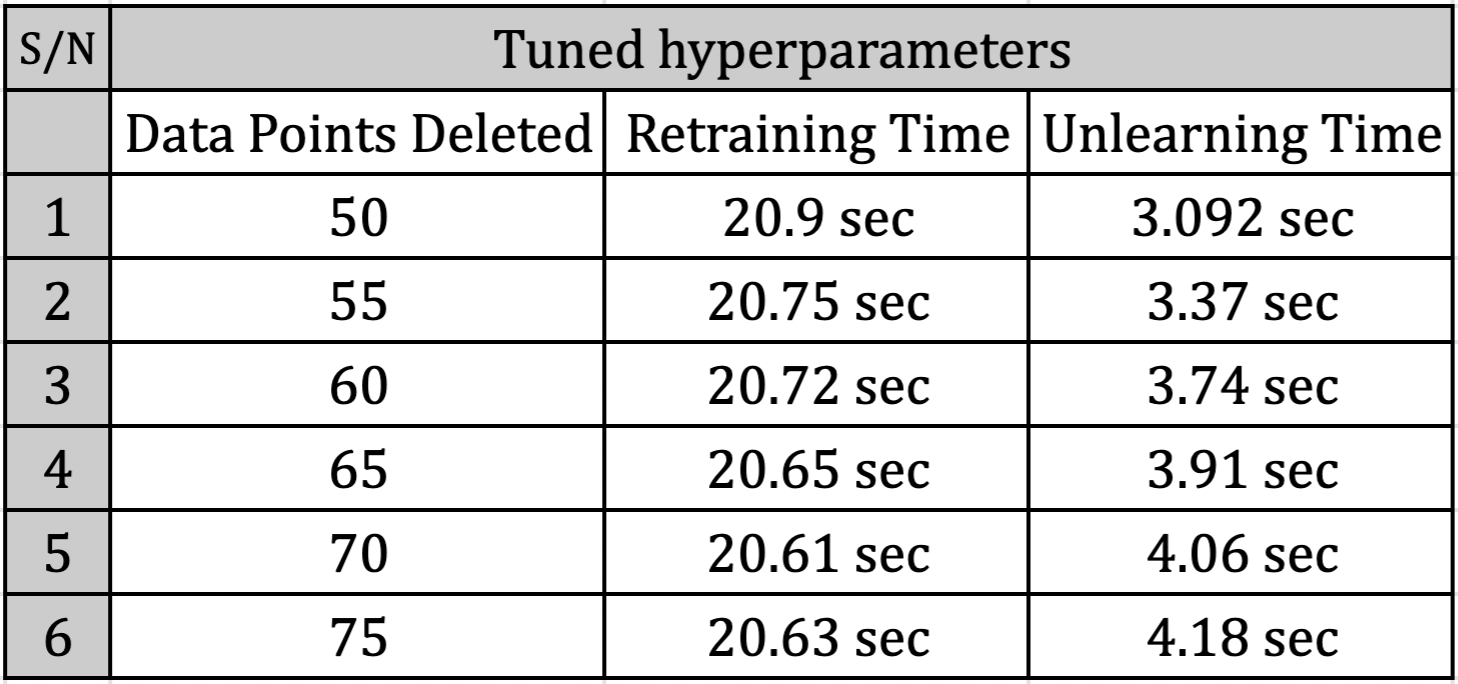 S/N Tuned hyperparameters
Data Points Deleted Retraining Time Unlearning Time
1 50 20.9 sec 3.092 sec
2 55 20.75 sec 3.37 sec
3 60 20.72 sec 3.74 sec
4 65 20.65 sec 3.91 sec
5 70 20.61 sec 4.06 sec
6 75 20.63 sec 4.18 sec